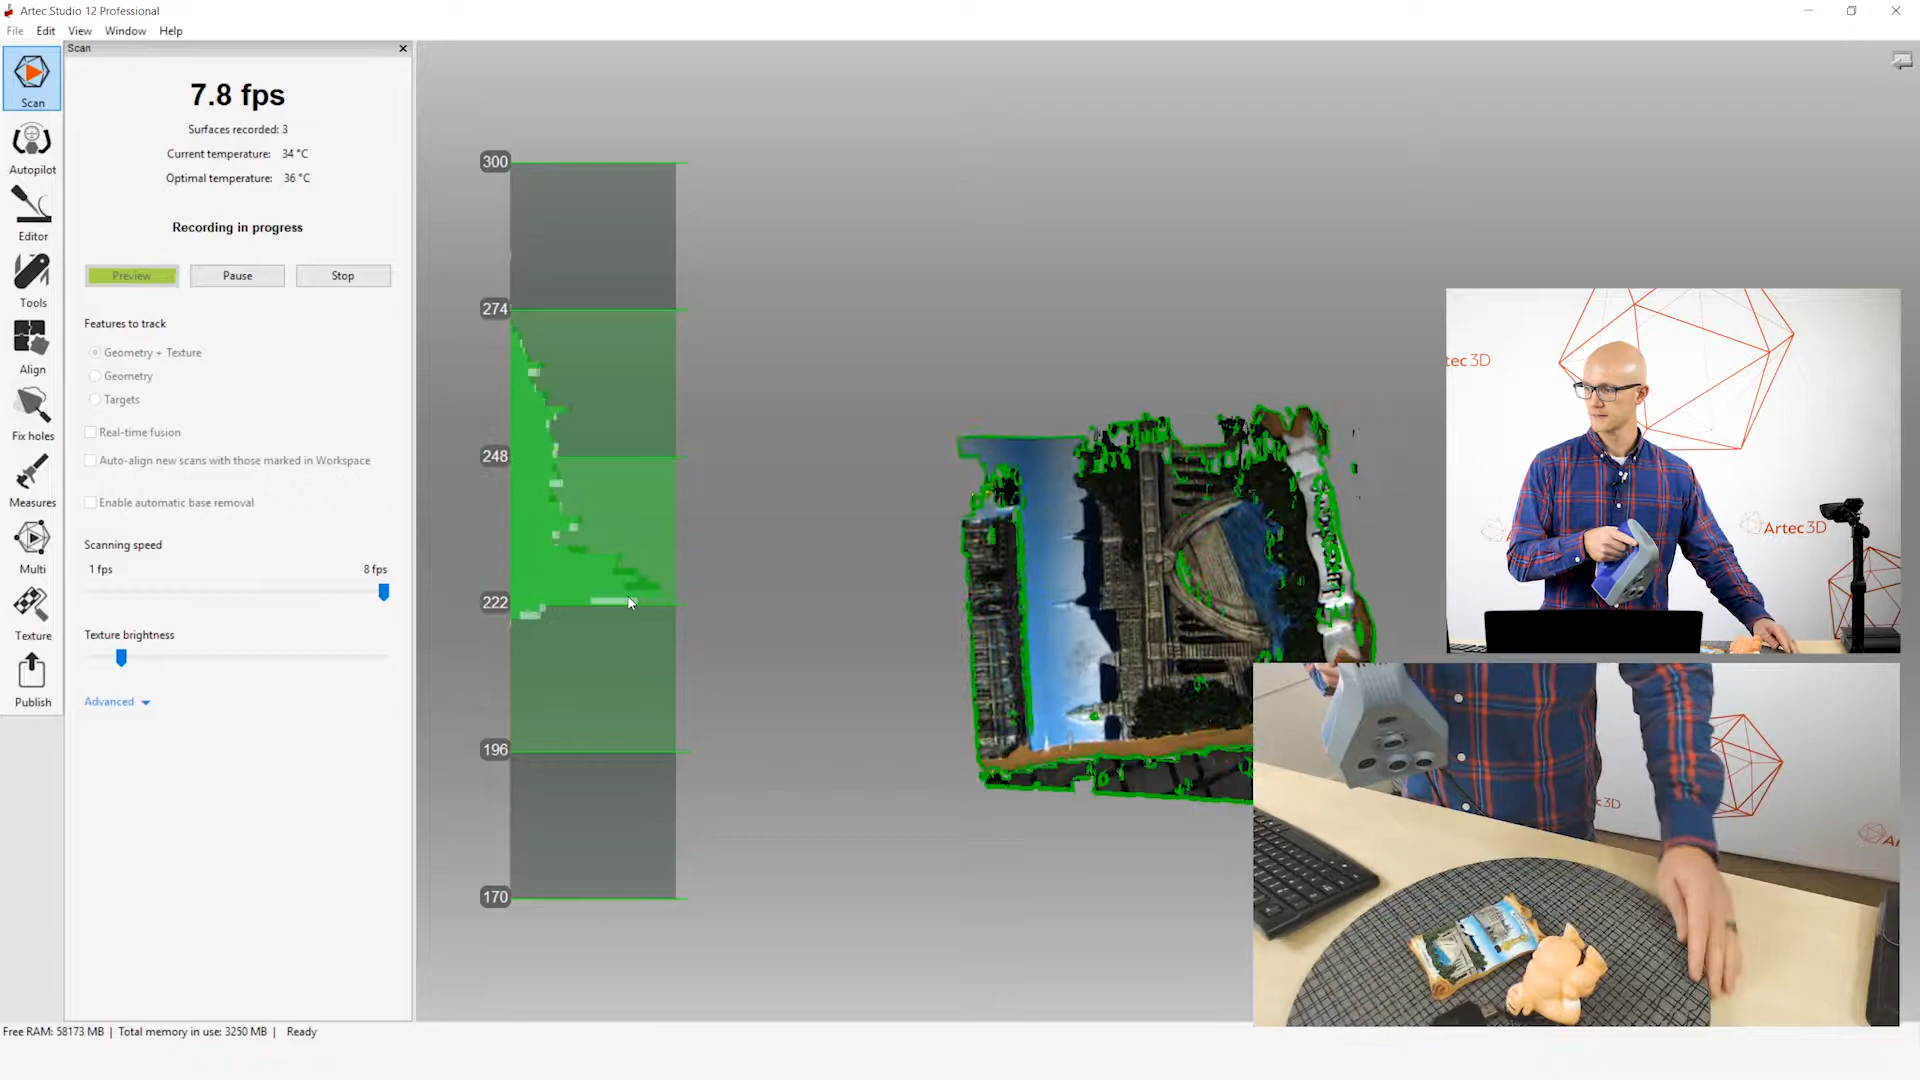 Artec Studio 12 Professional
File Edit View Window Help
Scan
Scan
Autopilot
Editor
Tools
Align
Fix holes
Measures
Multi
Texture
Publish
7.8 fps
Surfaces recorded: 3
Current temperature: 34 °C
Optimal temperature: 36 °C
Recording in progress
Preview Pause Stop
Features to track
Geometry + Texture
Geometry
Targets
Real-time fusion
Auto-align new scans with those marked in Workspace
Enable automatic base removal
Scanning speed
1 fps 8 fps
Texture brightness
Advanced
300
274
248
222
196
170
tec 3D
Artec 3D
3D
Free RAM: 58173 MB | Total memory in use: 3250 MB | Ready